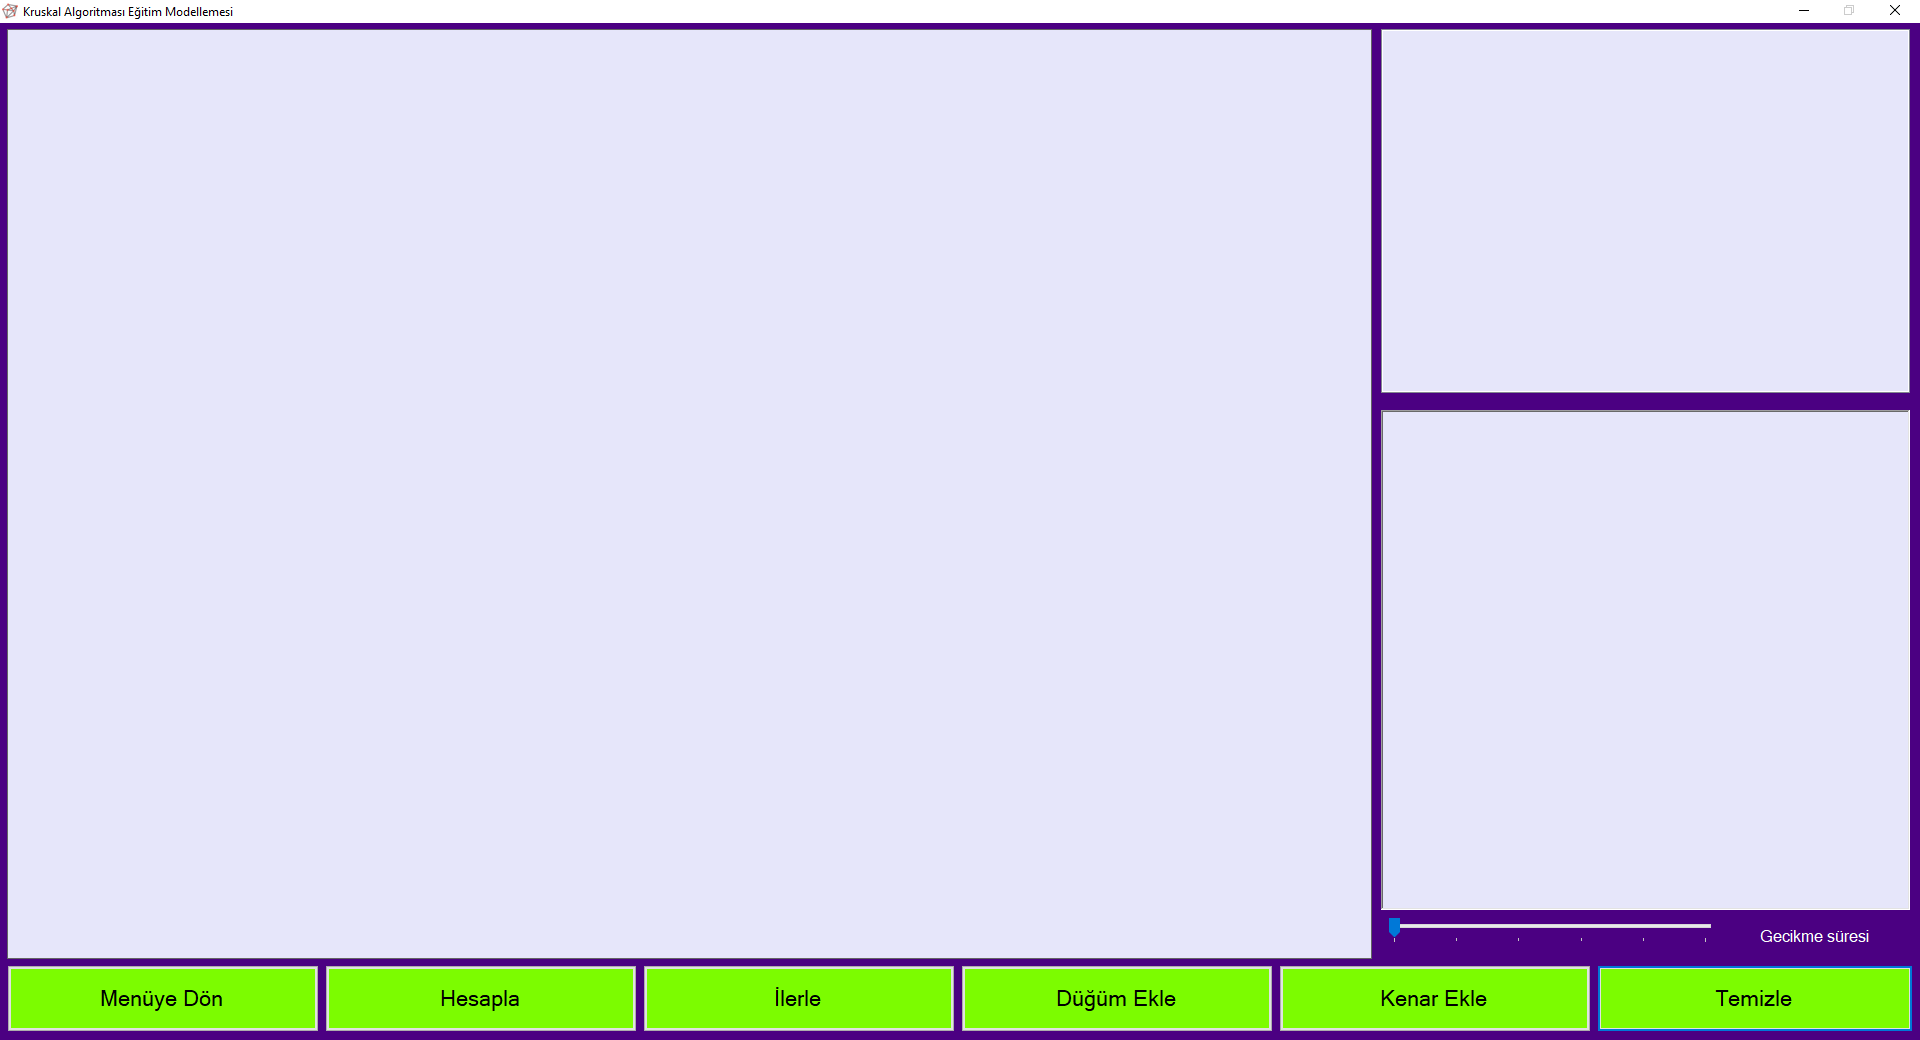 Kruskal Algoritması Eğitim Modellemesi
Gecikme süresi
Menüye Dön
Hesapla
İlerle
Düğüm Ekle
Kenar Ekle
Temizle